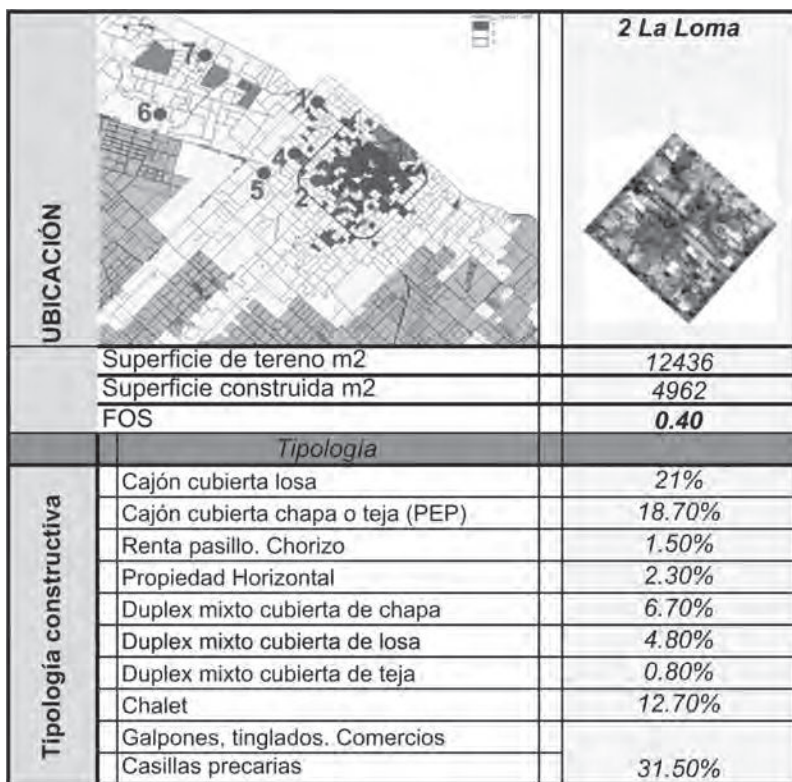 2 La Loma
UBICACIÓN
7
1
6
4
5
2
Superficie de terreno m2 12436
Superficie construida m2 4962
FOS 0.40
Tipología
Tipología constructiva
Cajón cubierta losa 21%
Cajón cubierta chapa o teja (PEP) 18.70%
Renta pasillo. Chorizo 1.50%
Propiedad Horizontal 2.30%
Duplex mixto cubierta de chapa 6.70%
Duplex mixto cubierta de losa 4.80%
Duplex mixto cubierta de teja 0.80%
Chalet 12.70%
Galpones, tinglados. Comercios
Casillas precarias 31.50%